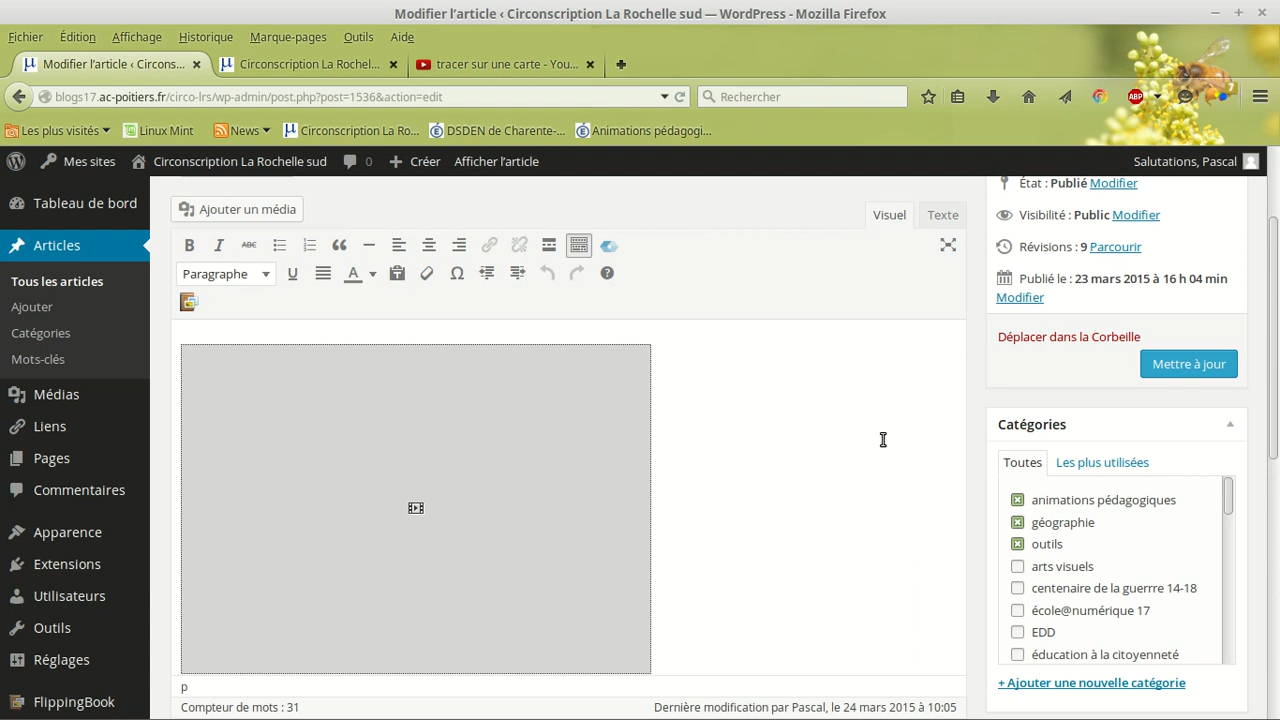 Modifier l’article ‹ Circonscription La Rochelle sud — WordPress - Mozilla Firefox
Fichier Édition Affichage Historique Marque-pages Outils Aide
Modifier l’article ‹ Circons... Circonscription La Rochel... tracer sur une carte - You...
blogs17.ac-poitiers.fr/circo-lrs/wp-admin/post.php?post=1536&action=edit Rechercher ABP 7
Les plus visités Linux Mint News Circonscription La Ro... DSDEN de Charente-... Animations pédagogi...
Mes sites Circonscription La Rochelle sud 0 Créer Afficher l’article Salutations, Pascal
Tableau de bord
Articles
Tous les articles
Ajouter
Catégories
Mots-clés
Médias
Liens
Pages
Commentaires
Apparence
Extensions
Utilisateurs
Outils
Réglages
FlippingBook
Ajouter un média Visuel Texte
B I ABC
Paragraphe U A Ω
p
Compteur de mots : 31 Dernière modification par Pascal, le 24 mars 2015 à 10:05
État : Publié Modifier
Visibilité : Public Modifier
Révisions : 9 Parcourir
Publié le : 23 mars 2015 à 16 h 04 min
Modifier
Déplacer dans la Corbeille
Mettre à jour
Catégories
Toutes Les plus utilisées
animations pédagogiques
géographie
outils
arts visuels
centenaire de la guerrre 14-18
école@numérique 17
EDD
éducation à la citoyenneté
+ Ajouter une nouvelle catégorie